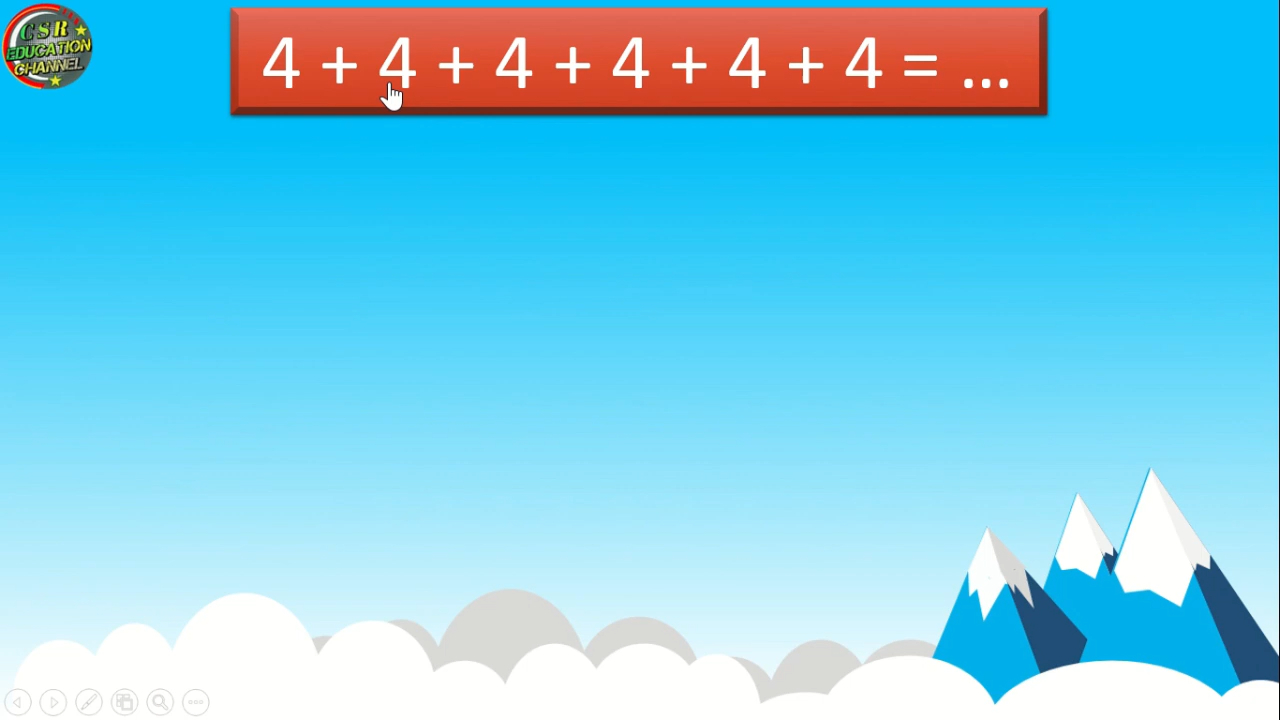 CSR
EDUCATION
CHANNEL
4 + 4 + 4 + 4 + 4 + 4 = ...